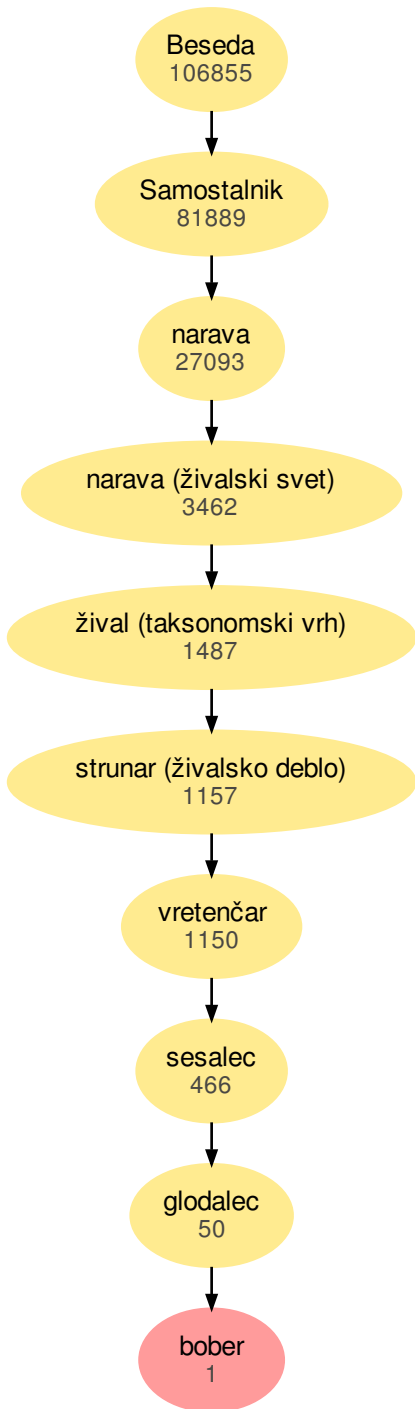 Beseda
106855
Samostalnik
81889
narava
27093
narava (živalski svet)
3462
žival (taksonomski vrh)
1487
strunar (živalsko deblo)
1157
vretenčar
1150
sesalec
466
glodalec
50
bober
1